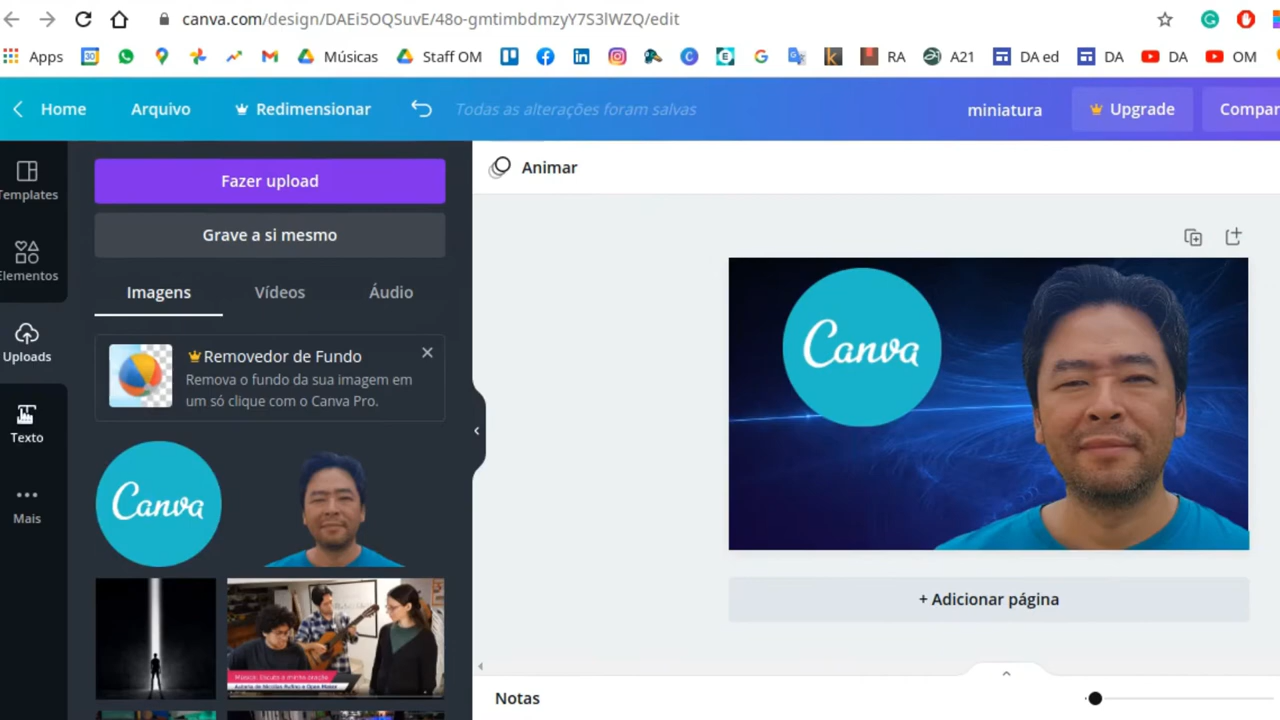 canva.com/design/DAEi5OQSuvE/48o-gmtimbdmzyY7S3lWZQ/edit
Apps Músicas Staff OM RA A21 DA ed DA DA OM
Home Arquivo Redimensionar Todas as alterações foram salvas miniatura Upgrade Compar
Templates
Elementos
Uploads
Texto
Mais
Fazer upload
Grave a si mesmo
Imagens Vídeos Áudio
Removedor de Fundo
Remova o fundo da sua imagem em
um só clique com o Canva Pro.
Canva
Animar
Canva
+ Adicionar página
Notas